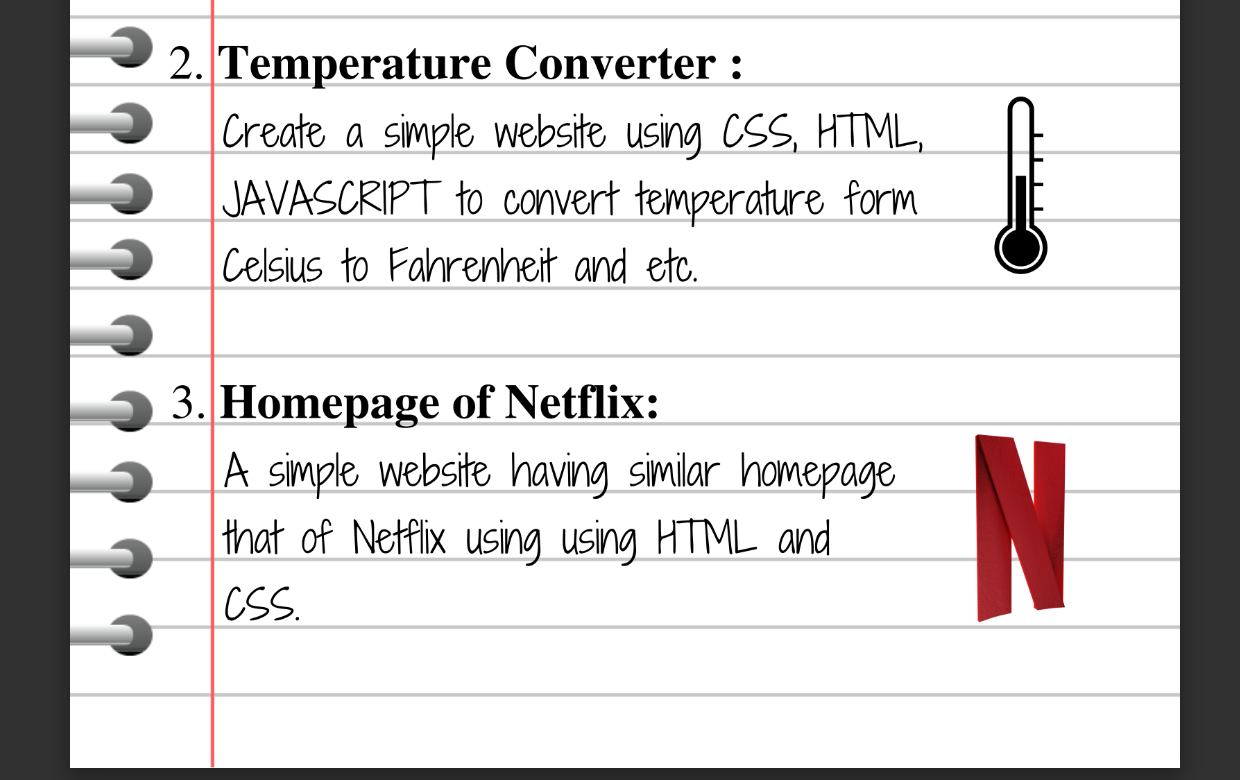 2. Temperature Converter :
Create a simple website using CSS, HTML,
JAVASCRIPT to convert temperature form
Celsius to Fahrenheit and etc.
3. Homepage of Netflix:
A simple website having similar homepage
that of Netflix using using HTML and
CSS.
N